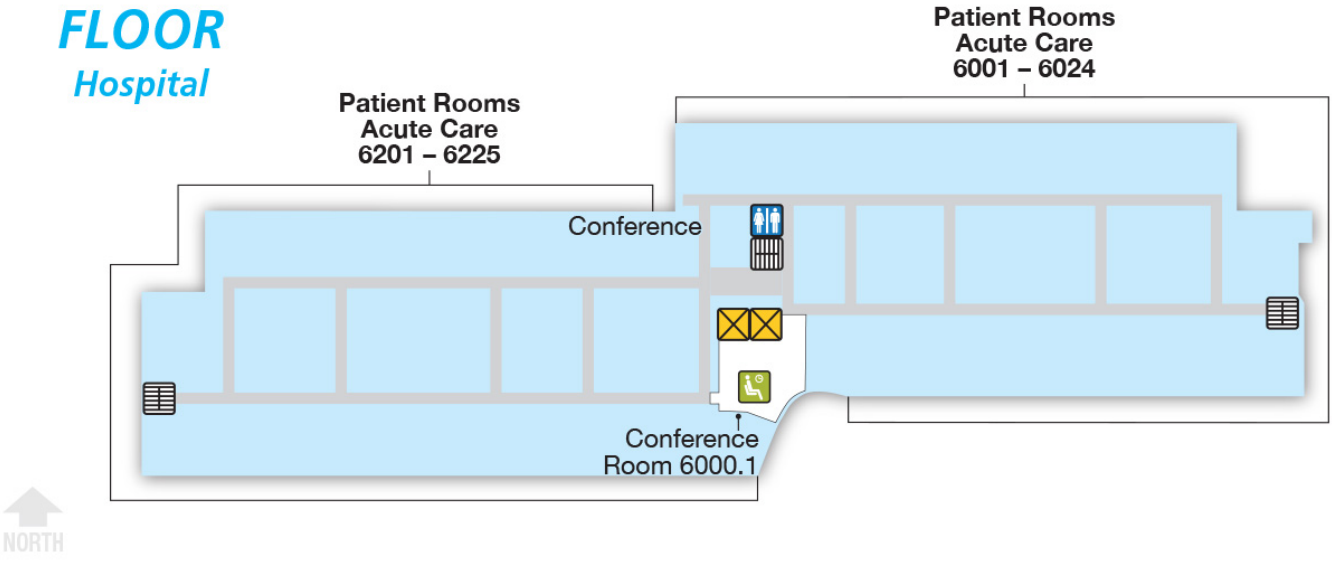 FLOOR
Hospital
Patient Rooms
Acute Care
6001 – 6024
Patient Rooms
Acute Care
6201 – 6225
Conference
Conference
Room 6000.1
NORTH